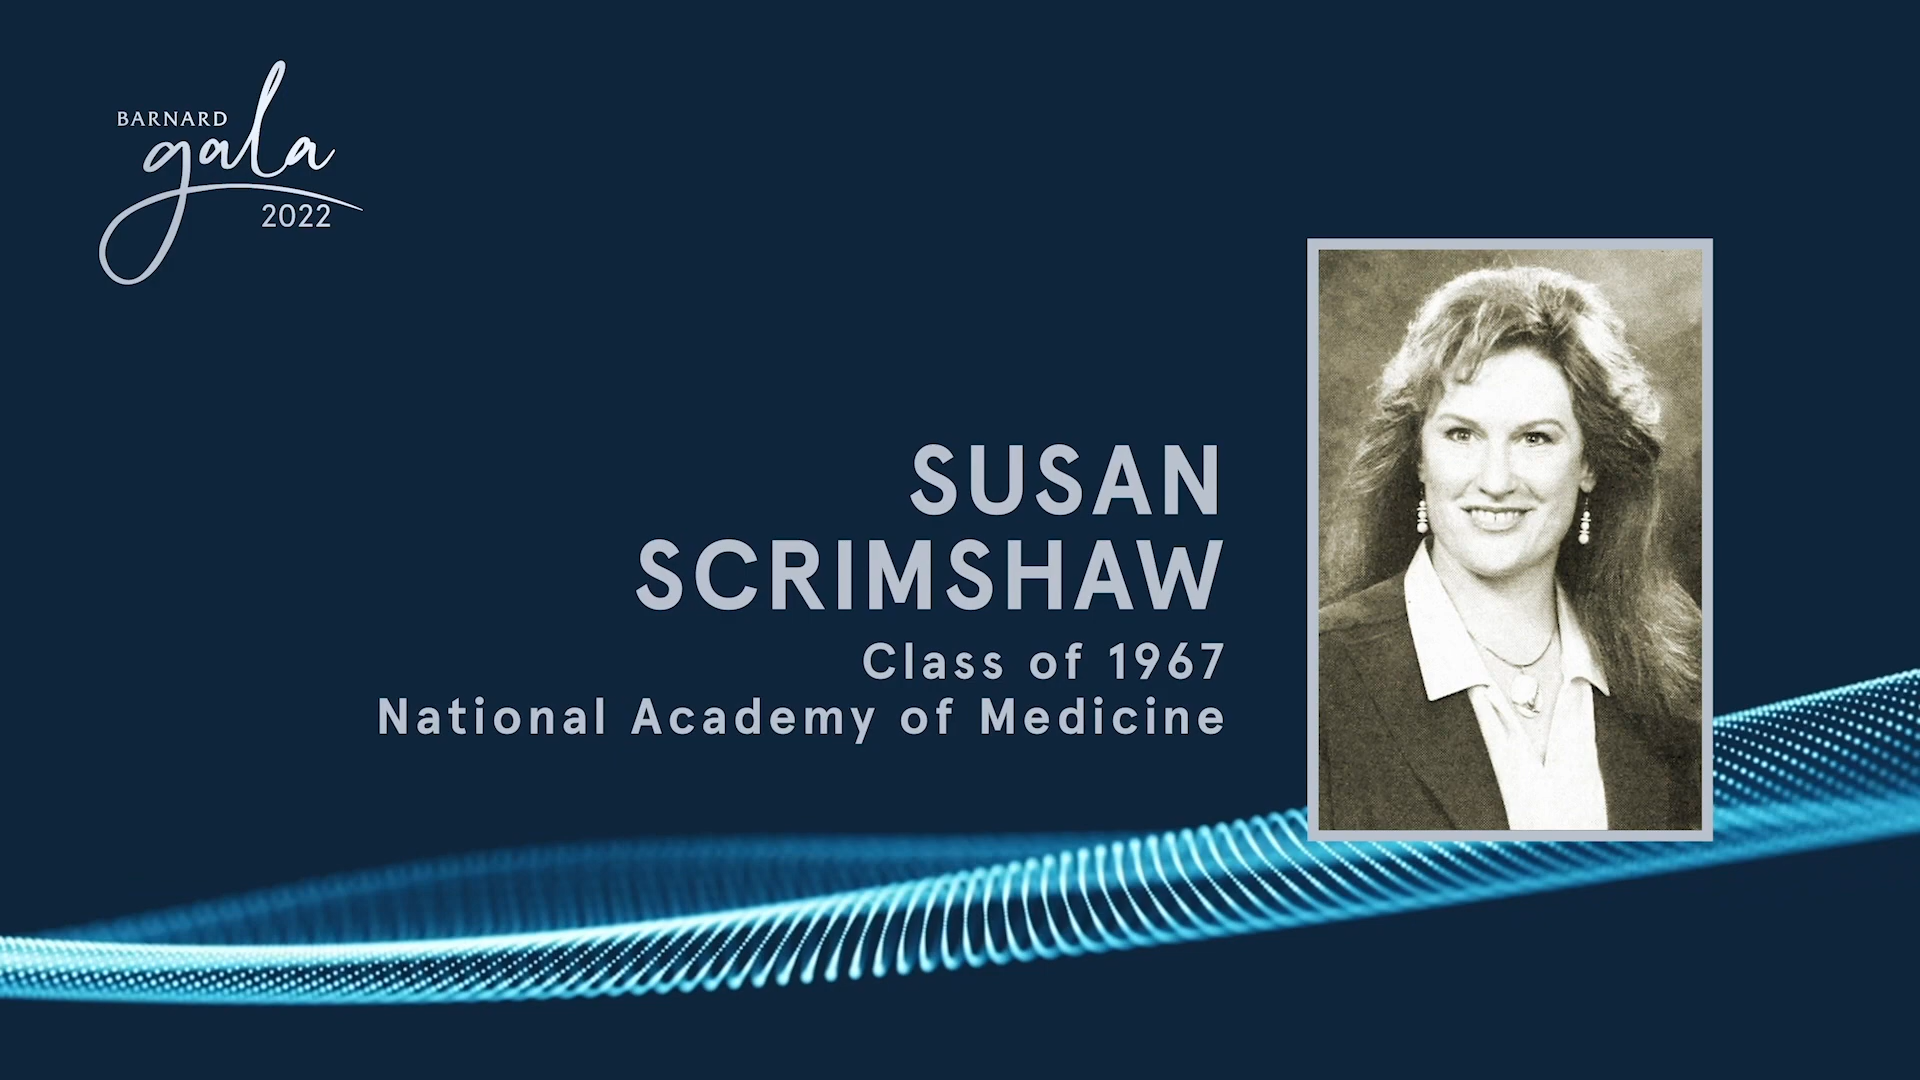 BARNARD
gala
2022
SUSAN
SCRIMSHAW
Class of 1967
National Academy of Medicine